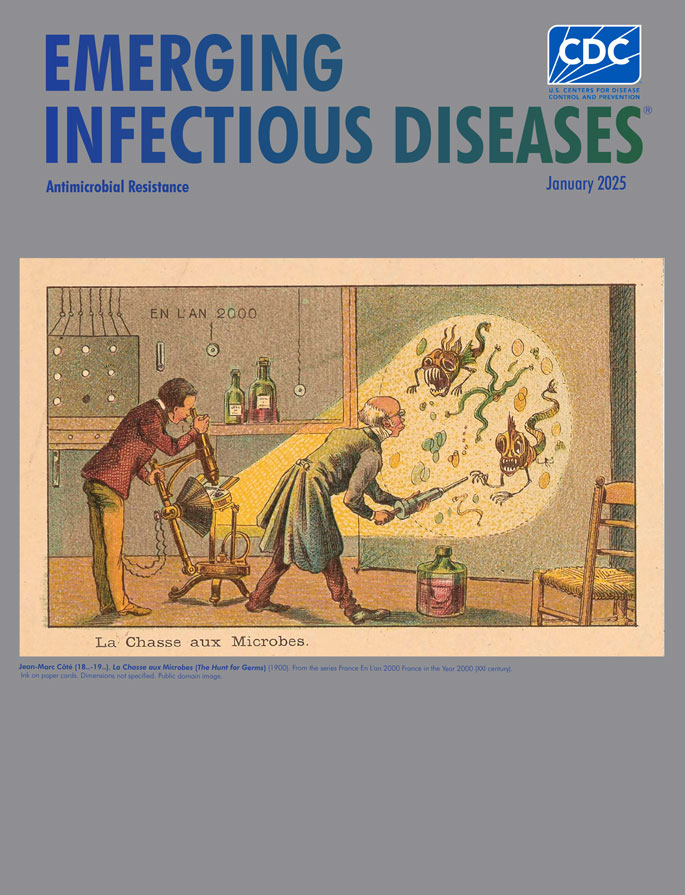 EMERGING
INFECTIOUS DISEASES®
CDC
U.S. CENTERS FOR DISEASE
CONTROL AND PREVENTION
Antimicrobial Resistance
January 2025
EN L'AN 2000
La Chasse aux Microbes.
Jean-Marc Côté (18..-19..). La Chasse aux Microbes (The Hunt for Germs) (1900). From the series France En L'an 2000 France in the Year 2000 (XXI century).
Ink on paper cards. Dimensions not specified. Public domain image.